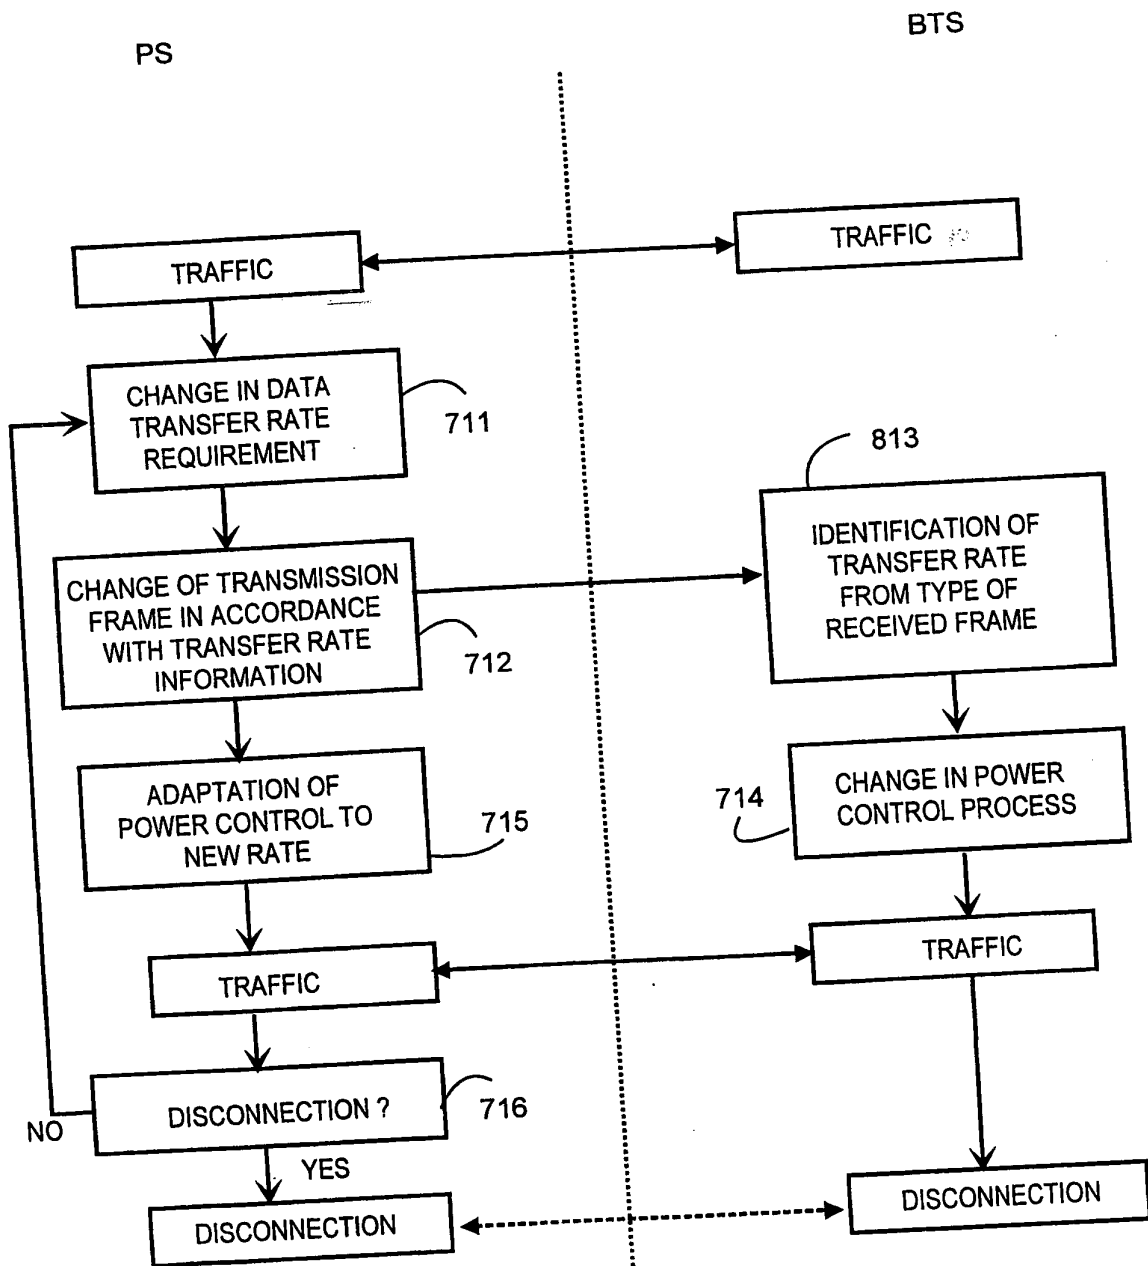 PS
BTS
TRAFFIC
TRAFFIC
CHANGE IN DATA
TRANSFER RATE
REQUIREMENT
711
813
IDENTIFICATION OF
TRANSFER RATE
FROM TYPE OF
RECEIVED FRAME
CHANGE OF TRANSMISSION
FRAME IN ACCORDANCE
WITH TRANSFER RATE
INFORMATION
712
ADAPTATION OF
POWER CONTROL TO
NEW RATE
715
714
CHANGE IN POWER
CONTROL PROCESS
TRAFFIC
TRAFFIC
DISCONNECTION ?
716
NO
YES
DISCONNECTION
DISCONNECTION